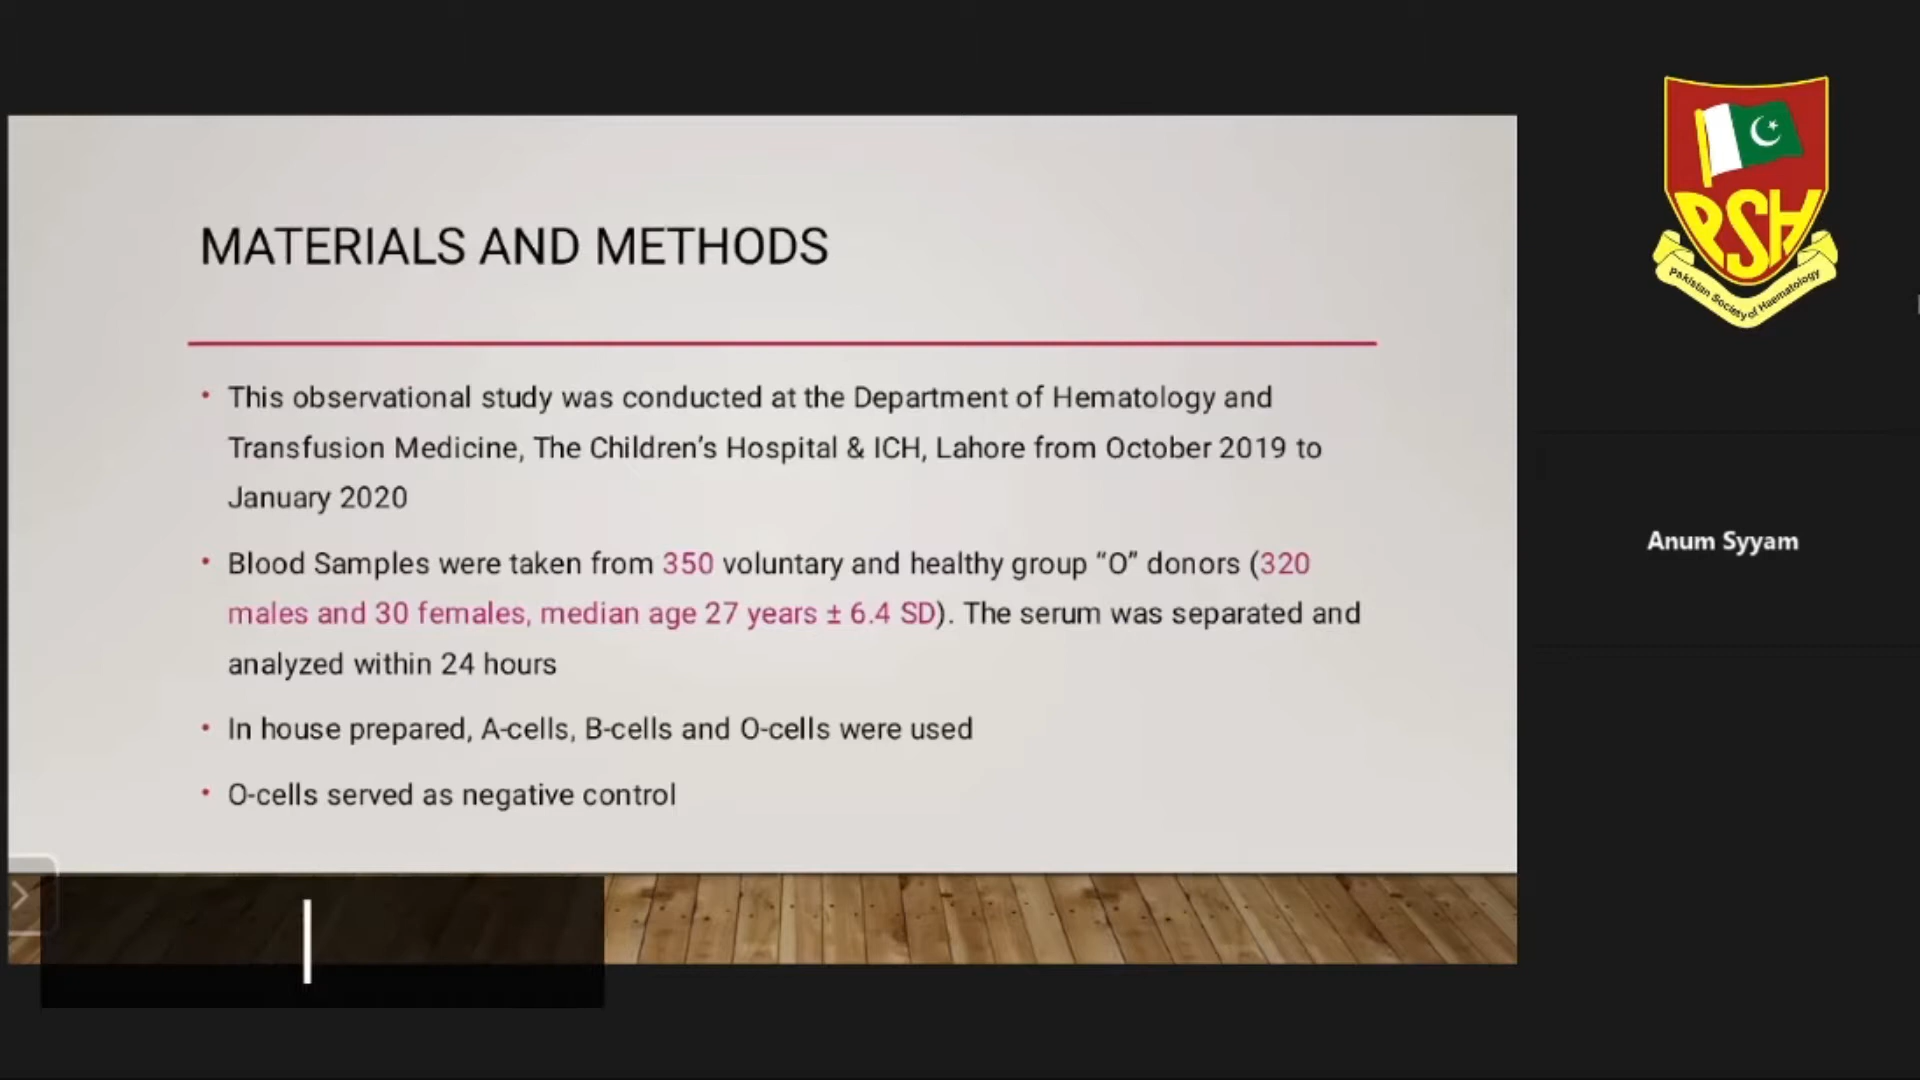 MATERIALS AND METHODS
• This observational study was conducted at the Department of Hematology and
Transfusion Medicine, The Children’s Hospital & ICH, Lahore from October 2019 to
January 2020
• Blood Samples were taken from 350 voluntary and healthy group “O” donors (320
males and 30 females, median age 27 years ± 6.4 SD). The serum was separated and
analyzed within 24 hours
• In house prepared, A-cells, B-cells and O-cells were used
• O-cells served as negative control
PSH
Pakistan Society of Haematology
Anum Syyam